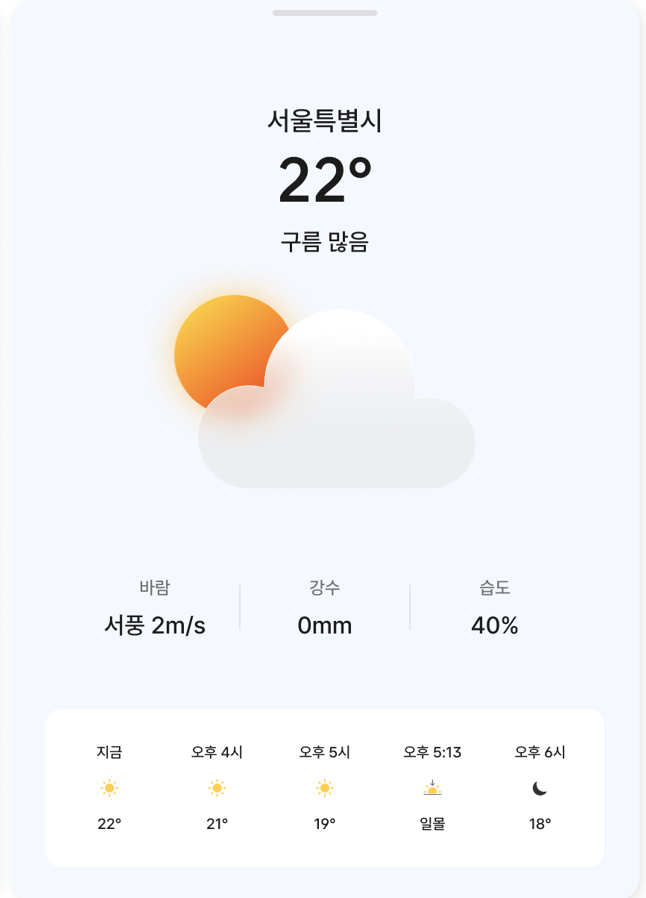 서울특별시
22°
구름 많음
바람 강수 습도
서풍 2m/s 0mm 40%
지금 오후 4시 오후 5시 오후 5:13 오후 6시
22° 21° 19° 일몰 18°